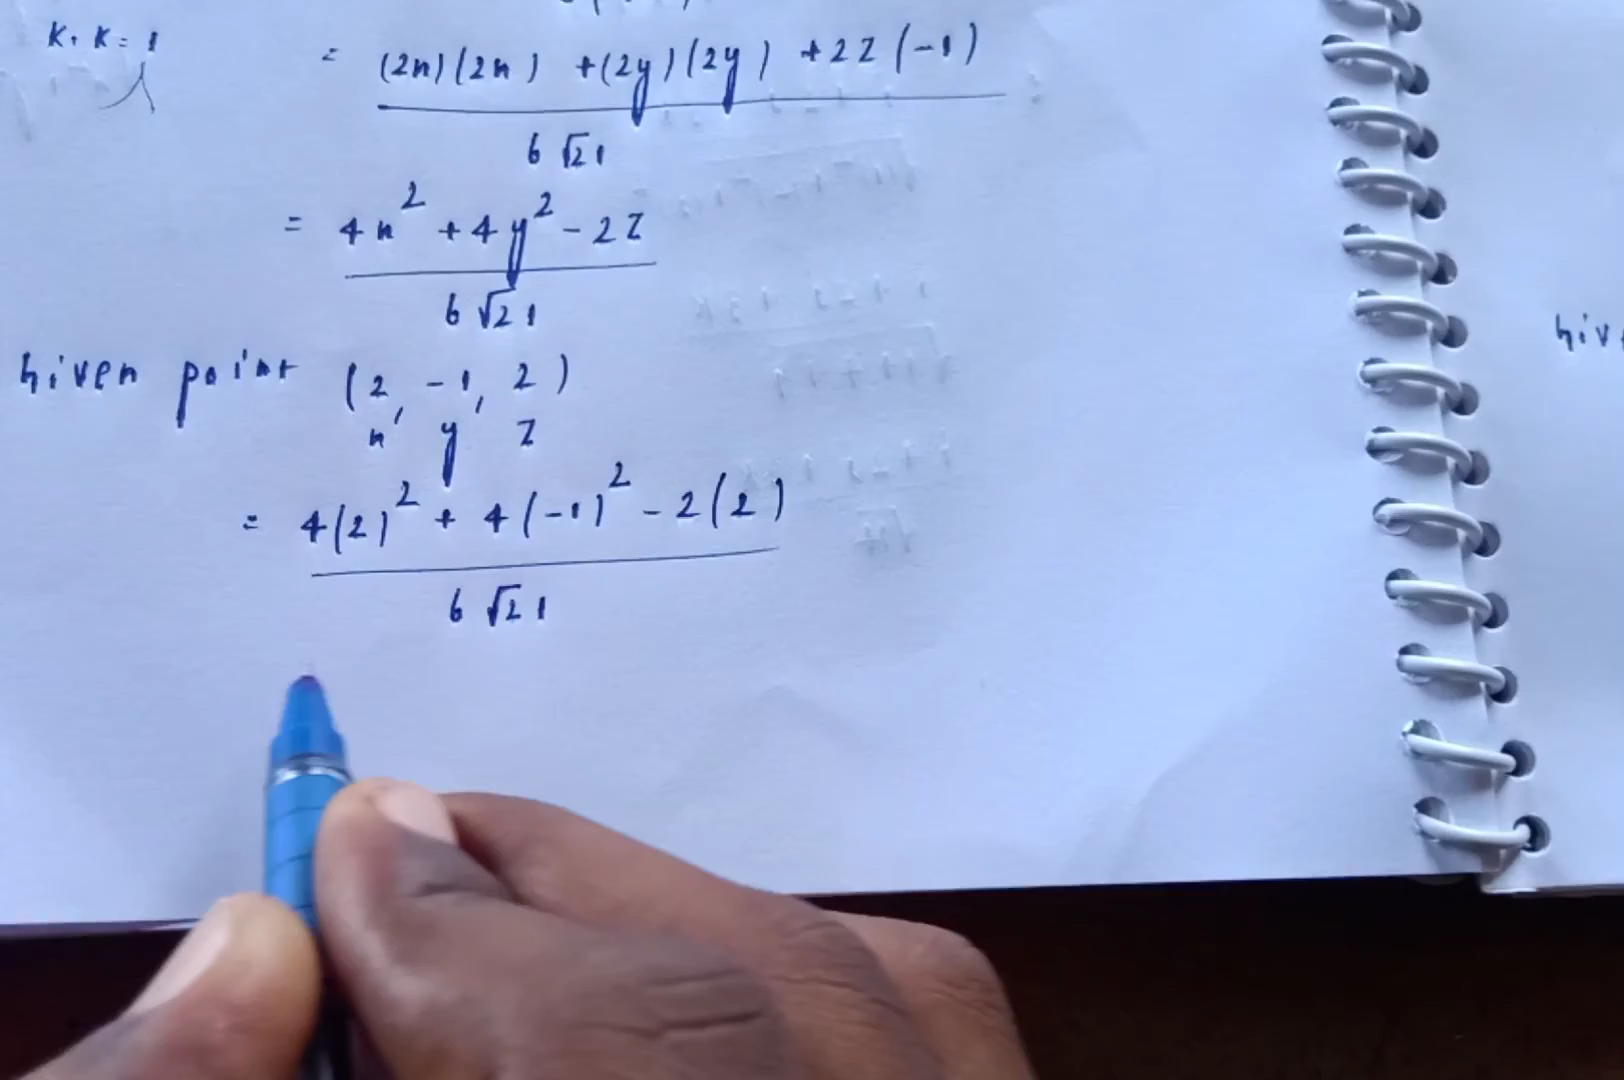 K. K = 1
= (2x)(2x) + (2y)(2y) + 2z(-1)
6 √21
= 4x² + 4y² - 2z
6 √21
Given point (2, -1, 2)
x y z
= 4(2)² + 4(-1)² - 2(2)
6 √21